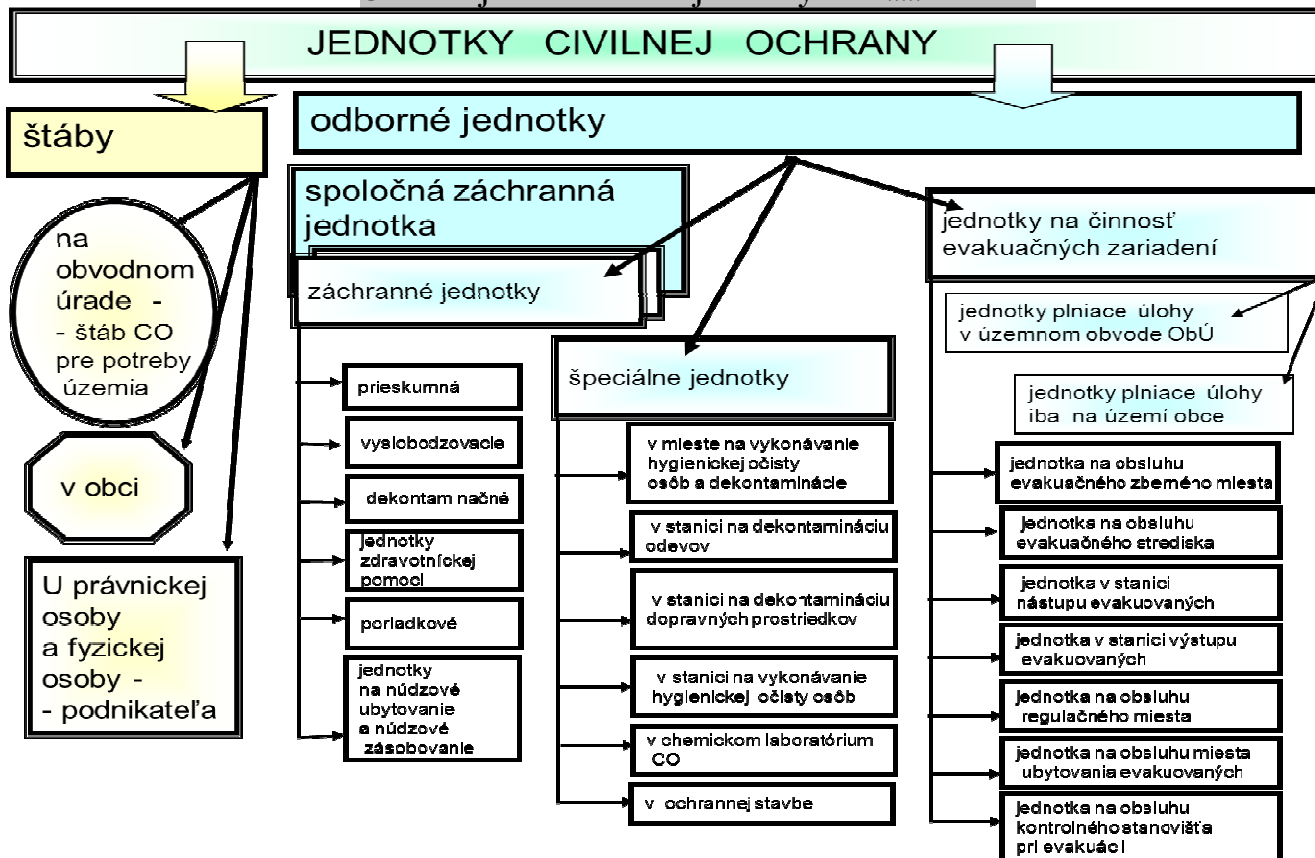 JEDNOTKY CIVILNEJ OCHRANY
štáby
na
obvodnom
úrade -
- štáb CO
pre potreby
územia
v obci
U právnickej
osoby
a fyzickej
osoby -
- podnikateľa
odborné jednotky
spoločná záchranná
jednotka
záchranné jednotky
prieskumná
vyslobodzovacie
dekontam načné
jednotky
zdravotníckej
pomoci
poriadkové
jednotky
na núdzové
ubytovanie
a núdzové
zásobovanie
špeciálne jednotky
v mieste na vykonávanie
hygienickej očisty
osôb a dekontaminácie
v stanici na dekontamináciu
odevov
v stanici na dekontamináciu
dopravných prostriedkov
v stanici na vykonávanie
hygienickej očisty osôb
v chemickom laboratórium
CO
v ochrannej stavbe
jednotky na činnosť
evakuačných zariadení
jednotky plniace úlohy
v územnom obvode ObÚ
jednotky plniace úlohy
iba na území obce
jednotka na obsluhu
evakuačného zberného miesta
jednotka na obsluhu
evakuačného strediska
jednotka v stanici
nástupu evakuovaných
jednotka v stanici výstupu
evakuovaných
jednotka na obsluhu
regulačného miesta
jednotka na obsluhu miesta
ubytovania evakuovaných
jednotka na obsluhu
kontrolného stanovišťa
pri evakuácí